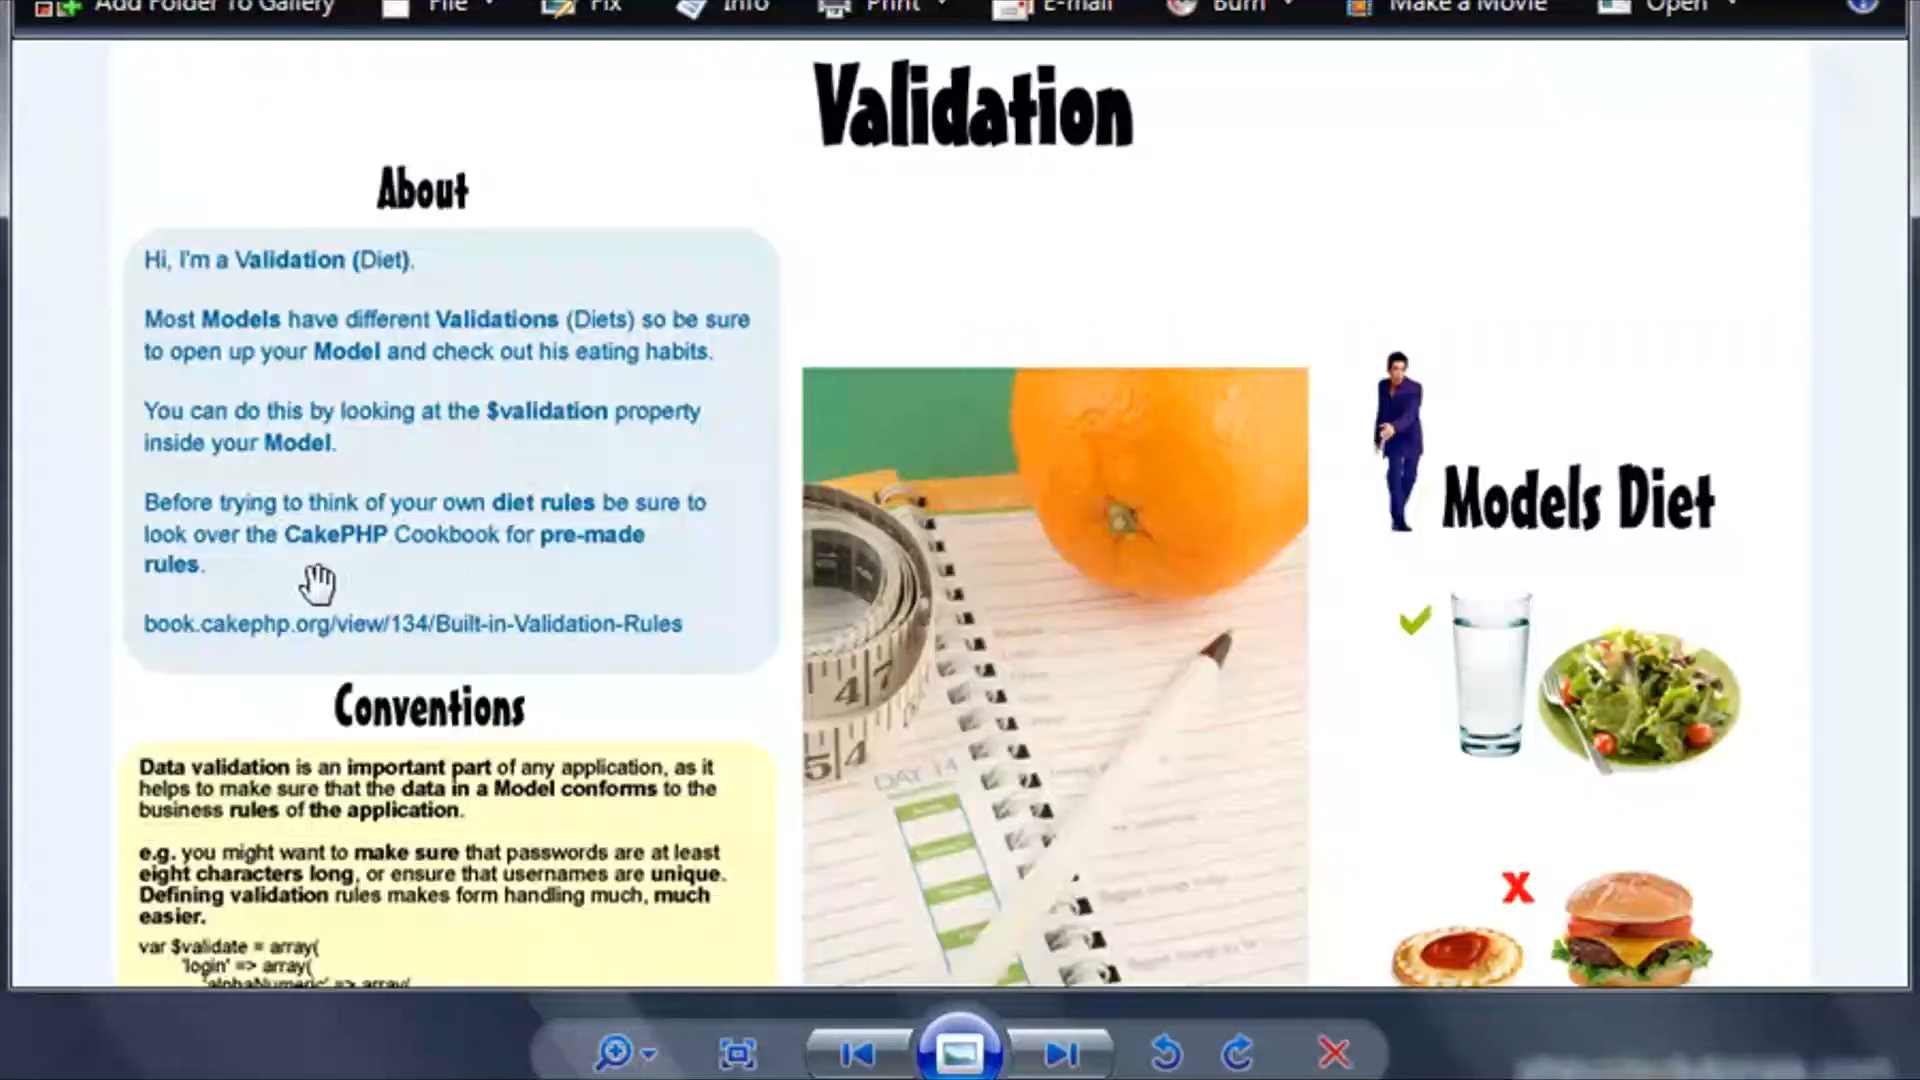 Add Folder To Gallery File Fix Info Print E-mail Burn Make a Movie Open
Validation
About
Hi, I'm a Validation (Diet).
Most Models have different Validations (Diets) so be sure
to open up your Model and check out his eating habits.
You can do this by looking at the $validation property
inside your Model.
Before trying to think of your own diet rules be sure to
look over the CakePHP Cookbook for pre-made
rules.
book.cakephp.org/view/134/Built-in-Validation-Rules
Conventions
Data validation is an important part of any application, as it
helps to make sure that the data in a Model conforms to the
business rules of the application.
e.g. you might want to make sure that passwords are at least
eight characters long, or ensure that usernames are unique.
Defining validation rules makes form handling much, much
easier.
var $validate = array(
'login' => array(
'alphaNumeric' => array(
47
54
DAY 14
Models Diet
X